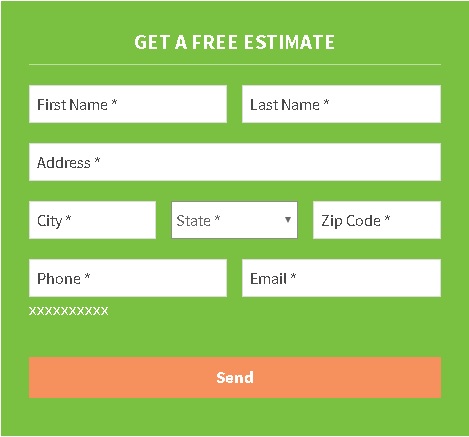 GET A FREE ESTIMATE
First Name * Last Name *
Address *
City * State * Zip Code *
Phone * Email *
xxxxxxxxxx
Send